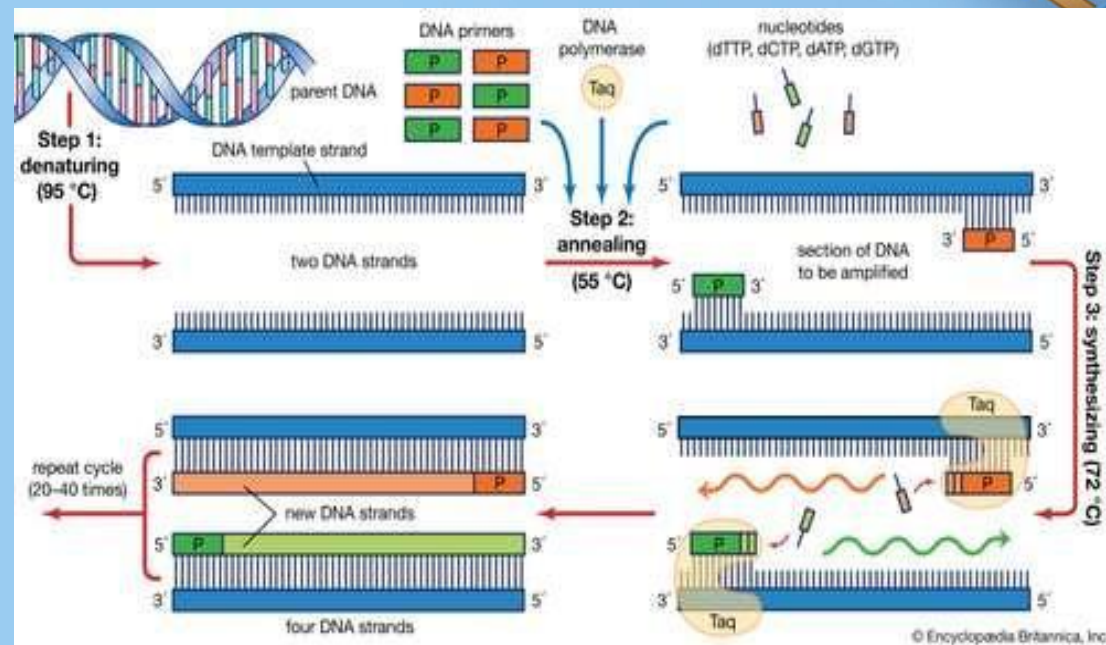 DNA primers
P P
P P
P P
DNA
polymerase
Taq
nucleotides
(dTTP, dCTP, dATP, dGTP)
parent DNA
Step 1:
denaturing
(95 °C)
DNA template strand
5´ 3´
two DNA strands
3´ 5´
Step 2:
annealing
(55 °C)
5´ 3´
3´ P 5´
section of DNA
to be amplified
5´ P 3´
3´ 5´
Step 3: synthesizing (72 °C)
Taq
5´ 3´
P 5´
5´ P
3´ 5´
Taq
5´ 3´
3´ P 5´
new DNA strands
5´ P 3´
3´ 5´
four DNA strands
repeat cycle
(20–40 times)
© Encyclopædia Britannica, Inc